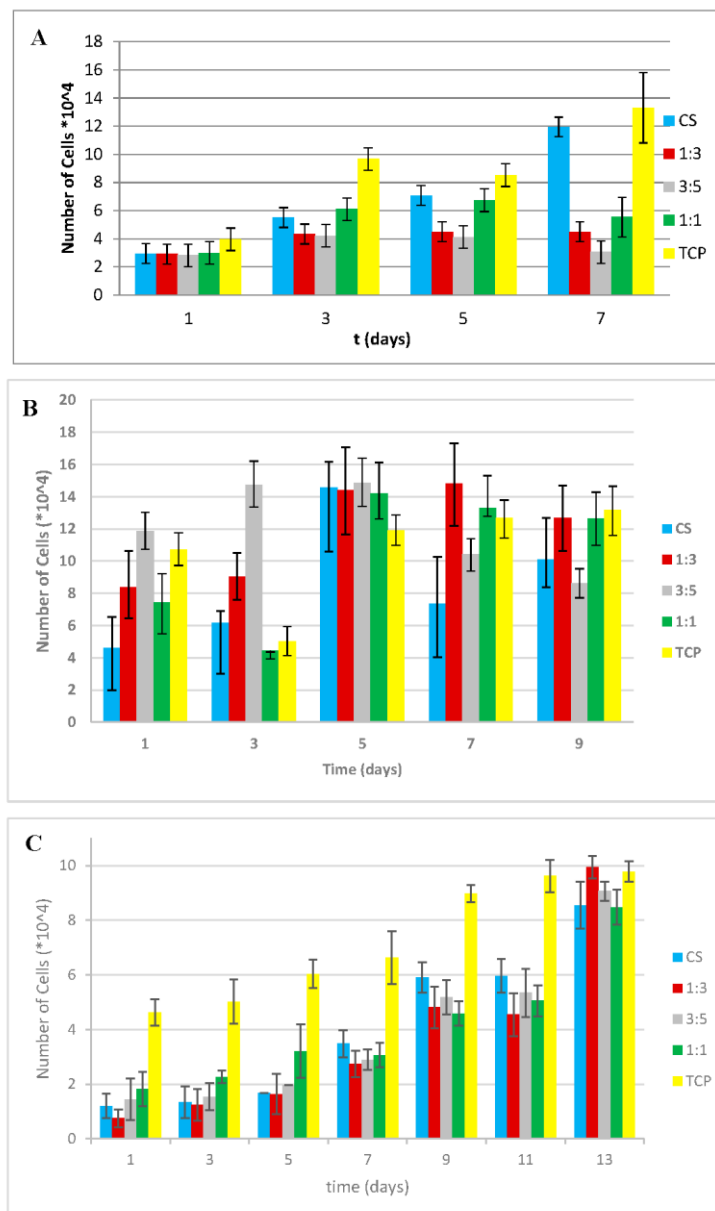 A
18
16
14
12
10
8
6
4
2
0
Number of Cells *10^4
1 3 5 7
t (days)
CS
1:3
3:5
1:1
TCP
B
20
18
16
14
12
10
8
6
4
2
0
Number of Cells (*10^4)
1 3 5 7 9
Time (days)
CS
1:3
3:5
1:1
TCP
C
10
8
6
4
2
0
Number of Cells (*10^4)
1 3 5 7 9 11 13
time (days)
CS
1:3
3:5
1:1
TCP